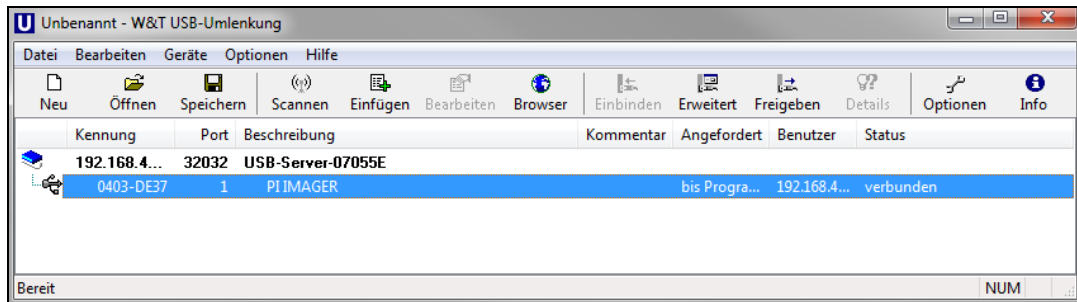 Unbenannt - W&T USB-Umlenkung
Datei Bearbeiten Geräte Optionen Hilfe
Neu Öffnen Speichern Scannen Einfügen Bearbeiten Browser Einbinden Erweitert Freigeben Details Optionen Info
Kennung Port Beschreibung Kommentar Angefordert Benutzer Status
192.168.4... 32032 USB-Server-07055E
0403-DE37 1 PI IMAGER bis Progra... 192.168.4... verbunden
Bereit NUM